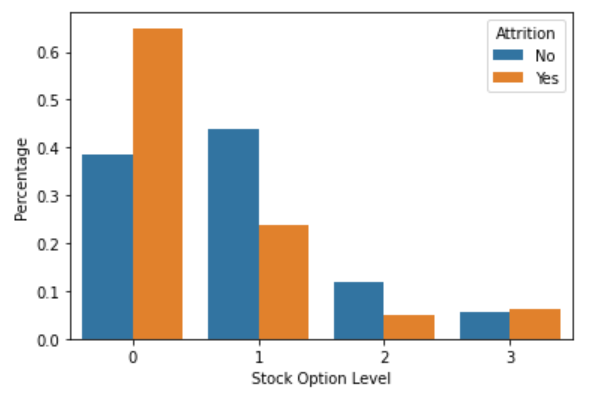 Attrition
No
Yes
0.6
0.5
0.4
0.3
0.2
0.1
0.0
Percentage
0 1 2 3
Stock Option Level